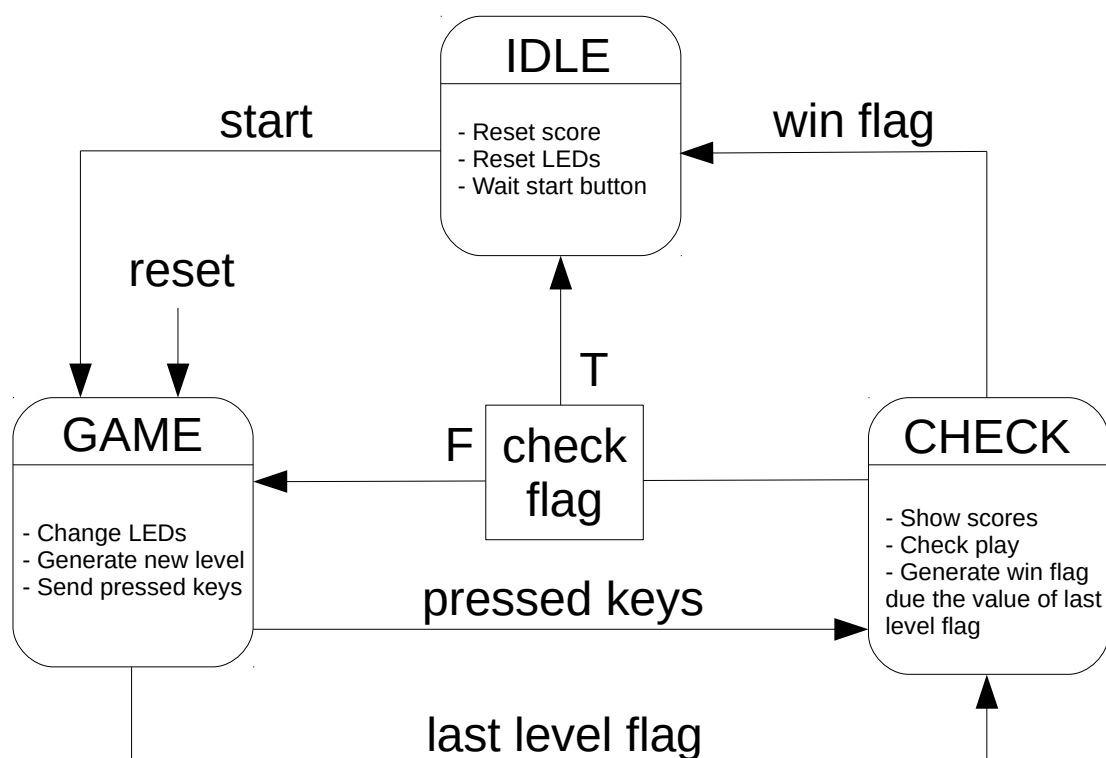 IDLE
- Reset score
- Reset LEDs
- Wait start button
start
win flag
reset
T
GAME
- Change LEDs
- Generate new level
- Send pressed keys
F
check
flag
CHECK
- Show scores
- Check play
- Generate win flag
due the value of last
level flag
pressed keys
last level flag